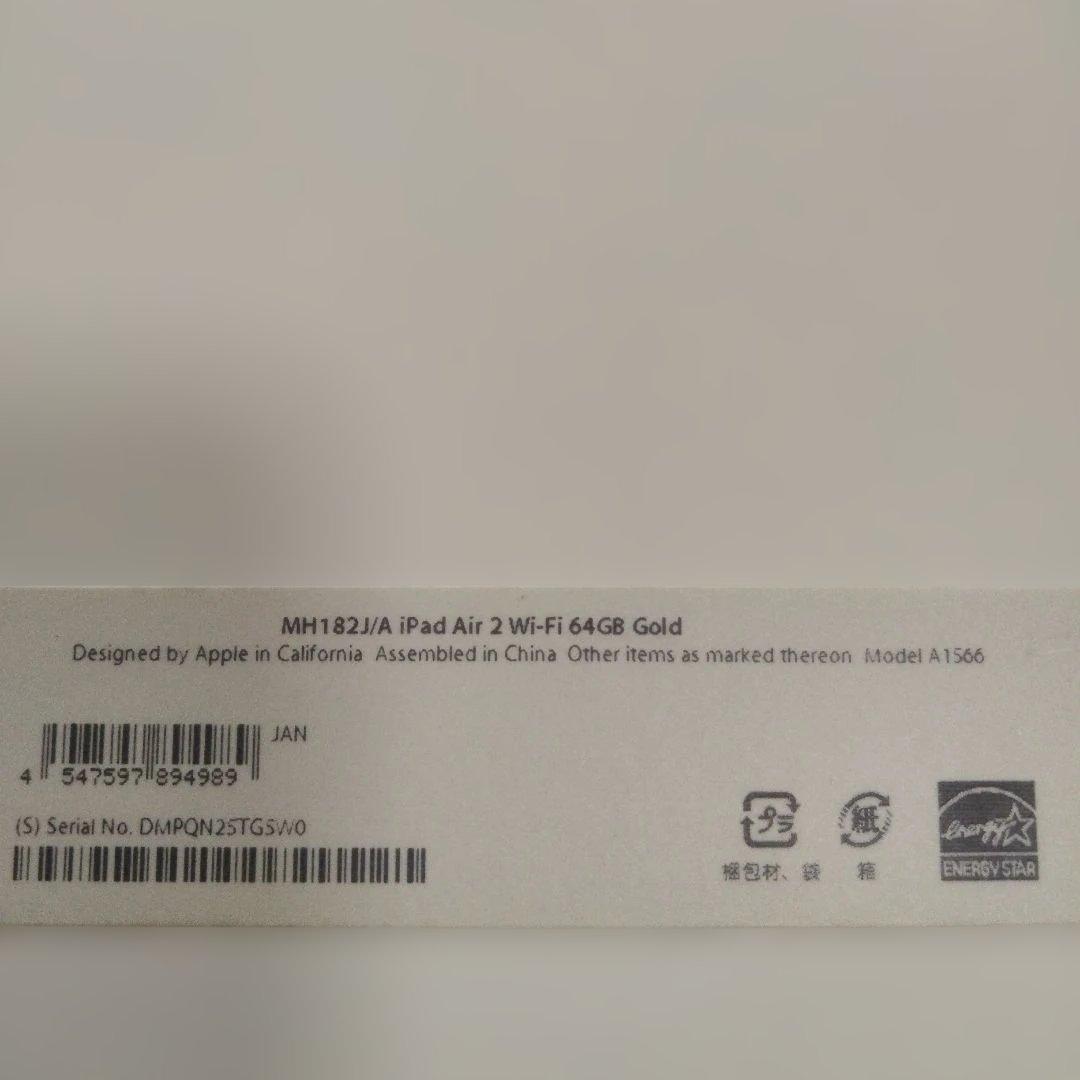 MH182J/A iPad Air 2 Wi-Fi 64GB Gold
Designed by Apple in California Assembled in China Other items as marked thereon Model A1566
JAN
4 547597 894989
(S) Serial No. DMPQN25TG5W0
プラ
紙
energy
梱包材、袋
箱
ENERGY STAR